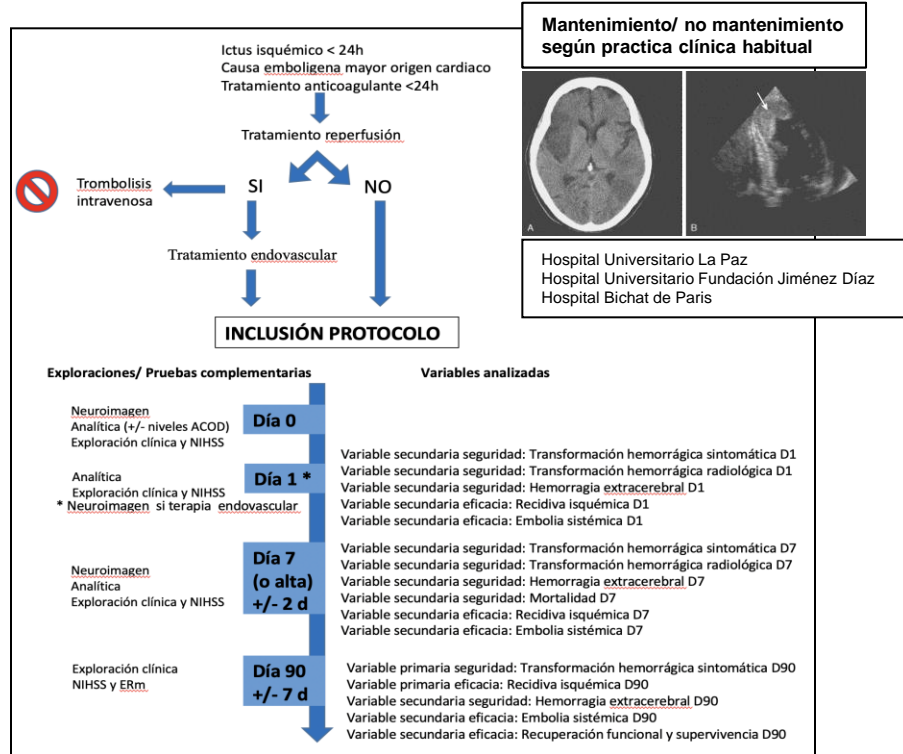 Mantenimiento/ no mantenimiento
según practica clínica habitual
Ictus isquémico < 24h
Causa emboligena mayor origen cardiaco
Tratamiento anticoagulante <24h
Tratamiento reperfusión
SI
NO
Trombolisis
intravenosa
Tratamiento endovascular
A
B
Hospital Universitario La Paz
Hospital Universitario Fundación Jiménez Díaz
Hospital Bichat de Paris
INCLUSIÓN PROTOCOLO
Exploraciones/ Pruebas complementarias
Variables analizadas
Neuroimagen
Analítica (+/- niveles ACOD)
Exploración clínica y NIHSS
Día 0
Analítica
Exploración clínica y NIHSS
* Neuroimagen si terapia endovascular
Día 1 *
Variable secundaria seguridad: Transformación hemorrágica sintomática D1
Variable secundaria seguridad: Transformación hemorrágica radiológica D1
Variable secundaria seguridad: Hemorragia extracerebral D1
Variable secundaria eficacia: Recidiva isquémica D1
Variable secundaria eficacia: Embolia sistémica D1
Neuroimagen
Analítica
Exploración clínica y NIHSS
Día 7
(o alta)
+/- 2 d
Variable secundaria seguridad: Transformación hemorrágica sintomática D7
Variable secundaria seguridad: Transformación hemorrágica radiológica D7
Variable secundaria seguridad: Hemorragia extracerebral D7
Variable secundaria seguridad: Mortalidad D7
Variable secundaria eficacia: Recidiva isquémica D7
Variable secundaria eficacia: Embolia sistémica D7
Exploración clínica
NIHSS y ERm
Día 90
+/- 7 d
Variable primaria seguridad: Transformación hemorrágica sintomática D90
Variable primaria eficacia: Recidiva isquémica D90
Variable secundaria seguridad: Hemorragia extracerebral D90
Variable secundaria eficacia: Embolia sistémica D90
Variable secundaria eficacia: Recuperación funcional y supervivencia D90